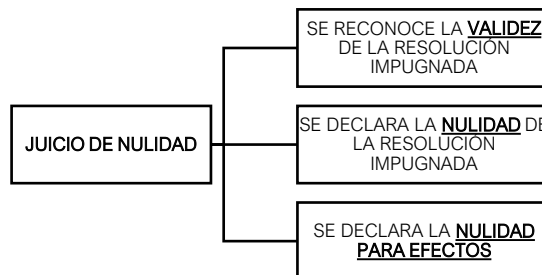 SE RECONOCE LA VALIDEZ
DE LA RESOLUCIÓN
IMPUGNADA
JUICIO DE NULIDAD
SE DECLARA LA NULIDAD DE
LA RESOLUCIÓN
IMPUGNADA
SE DECLARA LA NULIDAD
PARA EFECTOS